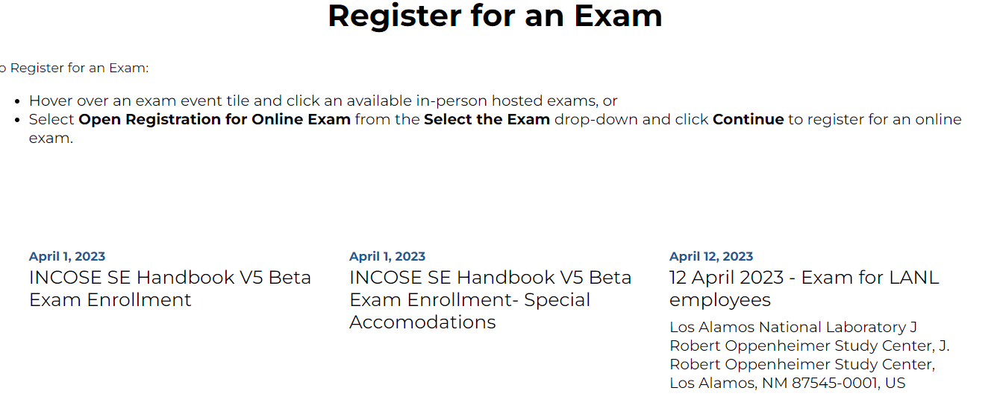 Register for an Exam
o Register for an Exam:
• Hover over an exam event tile and click an available in-person hosted exams, or
• Select Open Registration for Online Exam from the Select the Exam drop-down and click Continue to register for an online
exam.
April 1, 2023
INCOSE SE Handbook V5 Beta
Exam Enrollment
April 1, 2023
INCOSE SE Handbook V5 Beta
Exam Enrollment- Special
Accomodations
April 12, 2023
12 April 2023 - Exam for LANL
employees
Los Alamos National Laboratory J
Robert Oppenheimer Study Center, J.
Robert Oppenheimer Study Center,
Los Alamos, NM 87545-0001, US